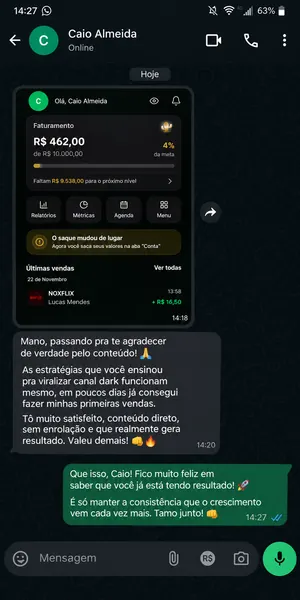 14:27
63%
C
Caio Almeida
Online
Hoje
C
Olá, Caio Almeida
Faturamento
R$ 462,00
de R$ 10.000,00
4%
da meta
Faltam R$ 9.538,00 para o próximo nível
Relatórios
Métricas
Agenda
Menu
O saque mudou de lugar
Agora você saca seus valores na aba "Conta"
Últimas vendas
Ver todas
22 de Novembro
NOXFLIX
13:58
Lucas Mendes
+ R$ 16,50
14:18
Mano, passando pra te agradecer
de verdade pelo conteúdo! 🙏
As estratégias que você ensinou
pra viralizar canal dark funcionam
mesmo, em poucos dias já consegui
fazer minhas primeiras vendas.
Tô muito satisfeito, conteúdo direto,
sem enrolação e que realmente gera
resultado. Valeu demais! 👊🔥
14:20
Que isso, Caio! Fico muito feliz em
saber que você já está tendo resultado! 🚀
É só manter a consistência que o crescimento
vem cada vez mais. Tamo junto! 👊
14:27
Mensagem
R$